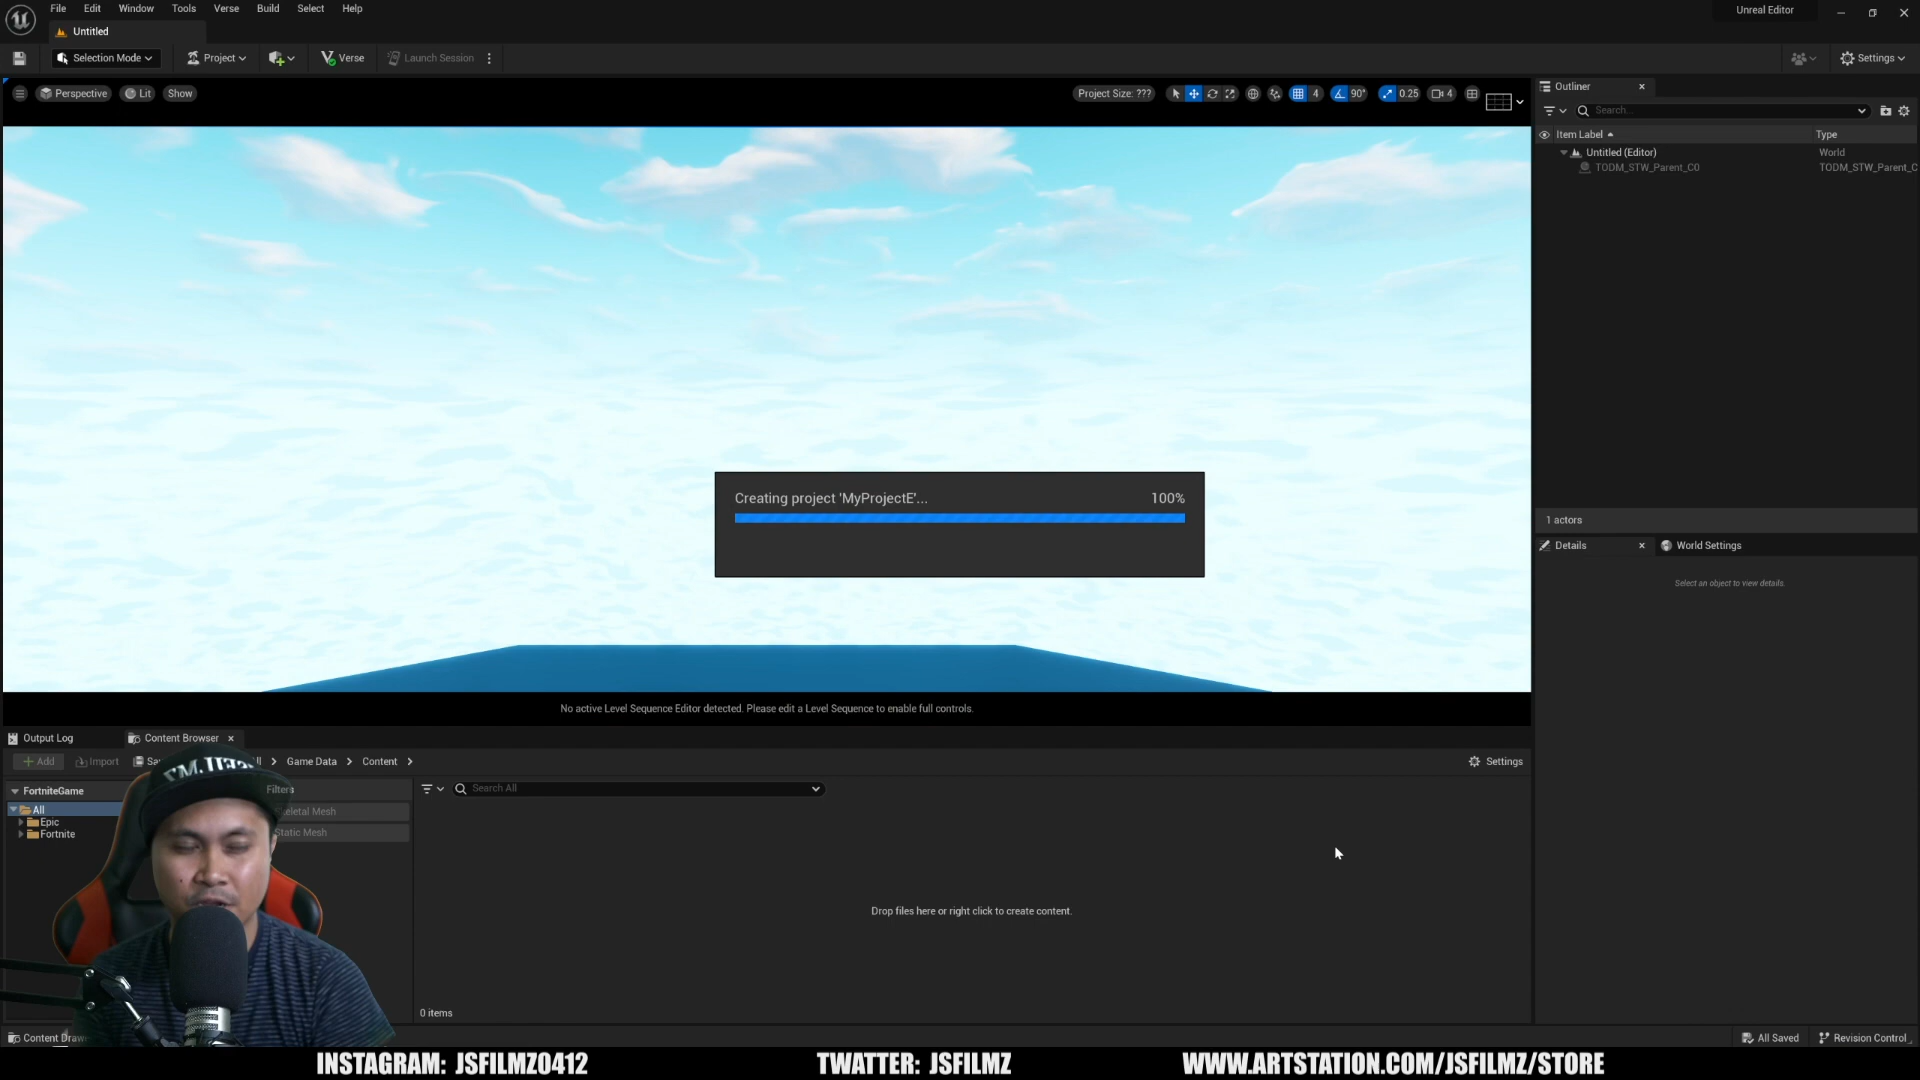 File Edit Window Tools Verse Build Select Help
Unreal Editor
Untitled
Selection Mode
Project
Verse
Launch Session
Settings
Perspective
Lit
Show
Project Size: ???
4
90°
0.25
4
Outliner
Search...
Item Label
Type
Untitled (Editor)
World
TODM_STW_Parent_C0
TODM_STW_Parent_C
Creating project 'MyProjectE'...
100%
1 actors
Details
World Settings
Select an object to view details.
No active Level Sequence Editor detected. Please edit a Level Sequence to enable full controls.
Output Log
Content Browser
Add
Import
Game Data
Content
Settings
FortniteGame
Filters
Search All
All
Epic
Fortnite
Static Mesh
Drop files here or right click to create content.
0 items
Content
All Saved
Revision Control
INSTAGRAM: JSFILMZ0412
TWATTER: JSFILMZ
WWW.ARTSTATION.COM/JSFILMZ/STORE